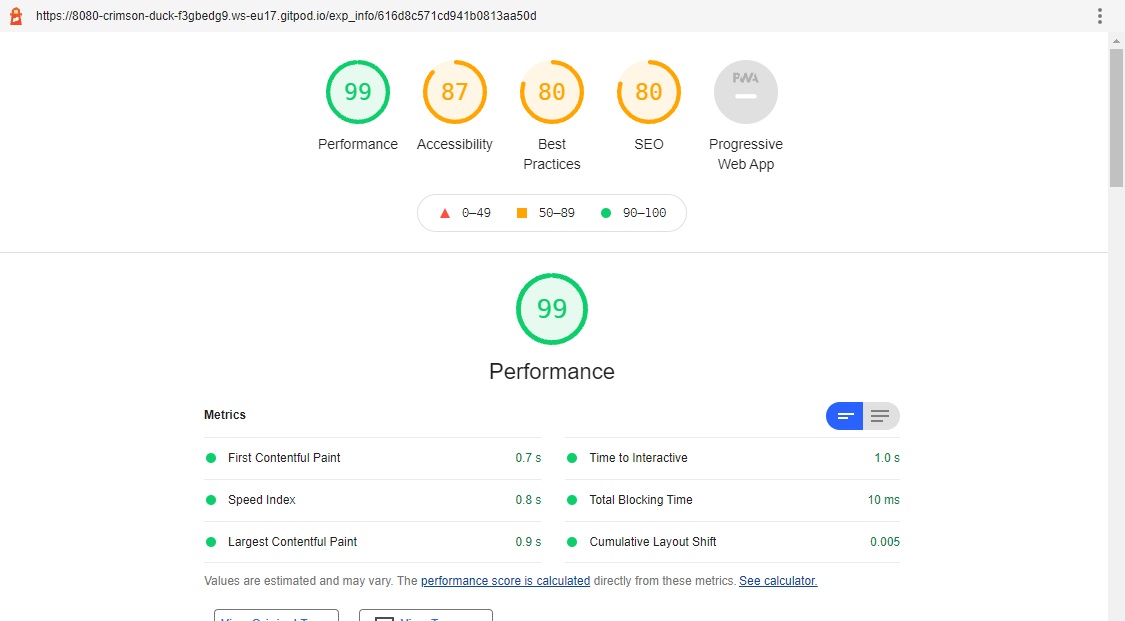 https://8080-crimson-duck-f3gbedg9.ws-eu17.gitpod.io/exp_info/616d8c571cd941b0813aa50d
99 87 80 80 PWA
Performance Accessibility Best Practices SEO Progressive Web App
0–49 50–89 90–100
99
Performance
Metrics
First Contentful Paint 0.7 s Time to Interactive 1.0 s
Speed Index 0.8 s Total Blocking Time 10 ms
Largest Contentful Paint 0.9 s Cumulative Layout Shift 0.005
Values are estimated and may vary. The performance score is calculated directly from these metrics. See calculator.